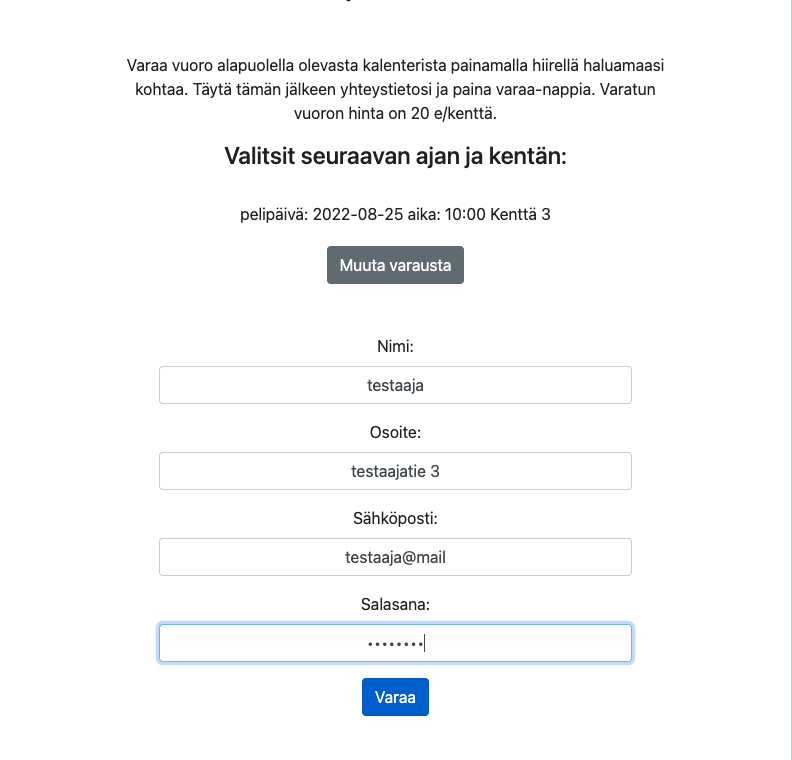 Varaa vuoro alapuolella olevasta kalenterista painamalla hiirellä haluamaasi
kohtaa. Täytä tämän jälkeen yhteystietosi ja paina varaa-nappia. Varatun
vuoron hinta on 20 e/kenttä.
Valitsit seuraavan ajan ja kentän:
pelipäivä: 2022-08-25 aika: 10:00 Kenttä 3
Muuta varausta
Nimi:
testaaja
Osoite:
testaajatie 3
Sähköposti:
testaaja@mail
Salasana:
••••••••
Varaa